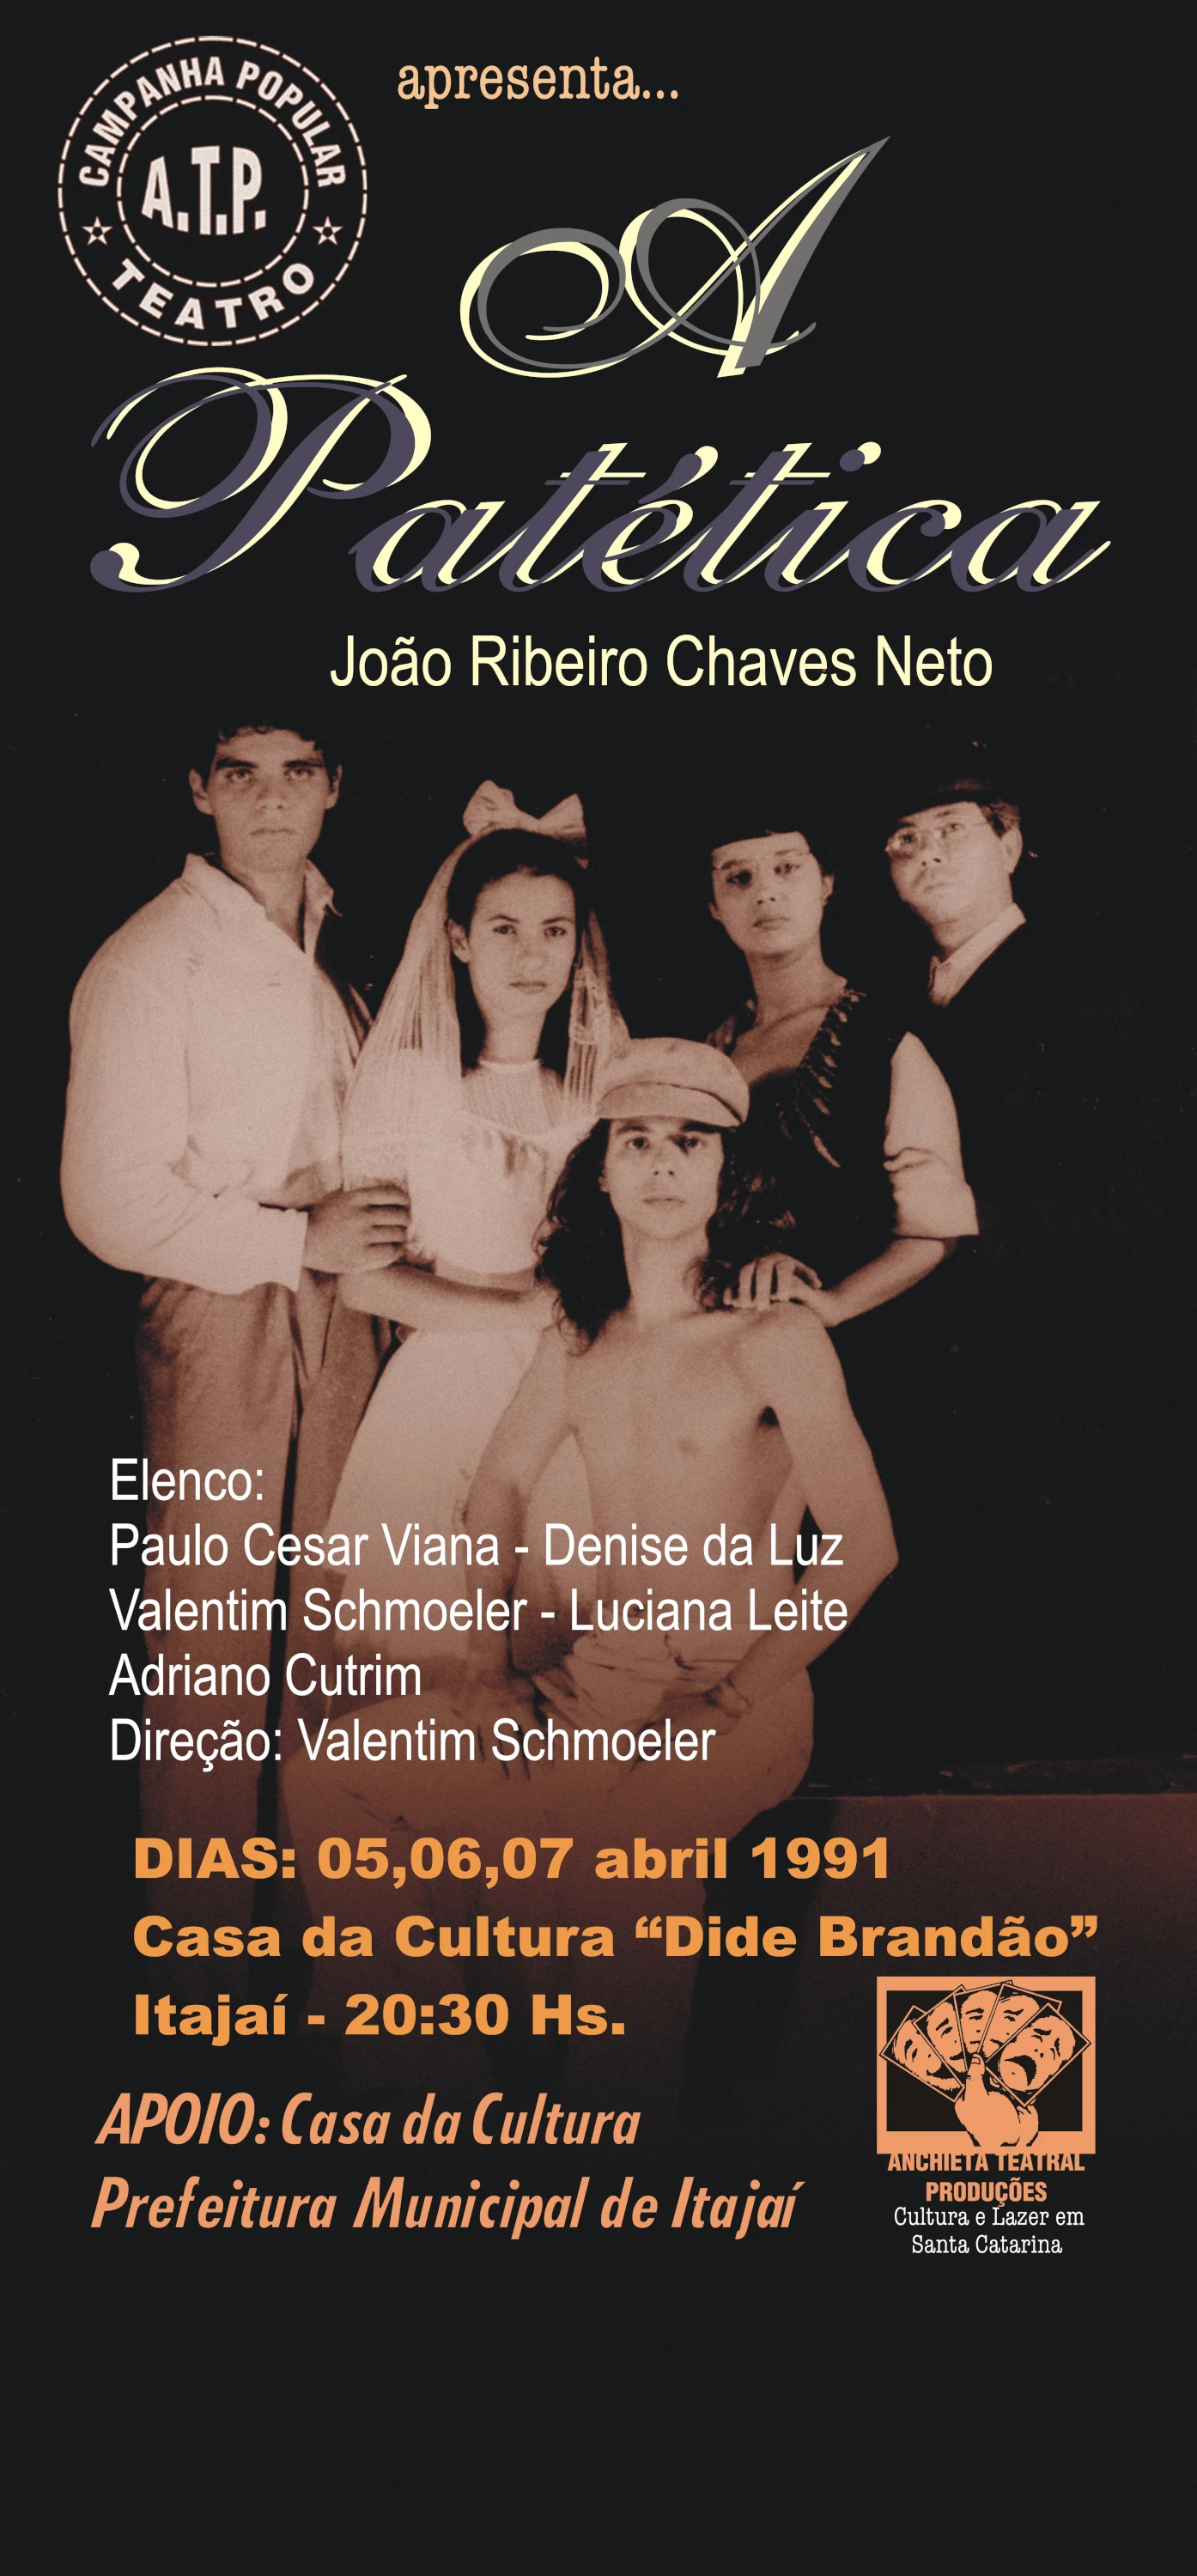 CAMPANHA POPULAR
A.T.P.
TEATRO
apresenta...
A
Patética
João Ribeiro Chaves Neto
Elenco:
Paulo Cesar Viana - Denise da Luz
Valentim Schmoeler - Luciana Leite
Adriano Cutrim
Direção: Valentim Schmoeler
DIAS: 05,06,07 abril 1991
Casa da Cultura “Dide Brandão”
Itajaí - 20:30 Hs.
APOIO: Casa da Cultura
Prefeitura Municipal de Itajaí
ANCHIETA TEATRAL
PRODUÇÕES
Cultura e Lazer em
Santa Catarina